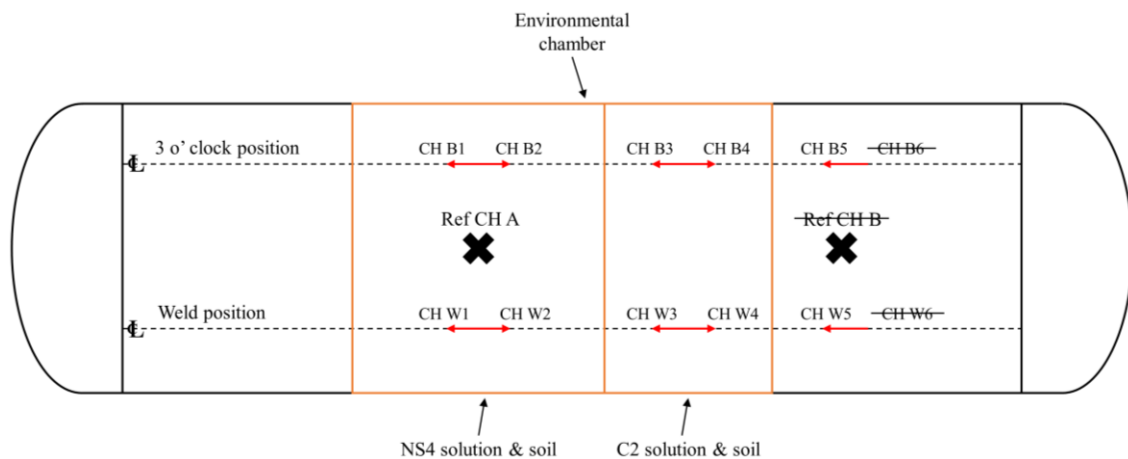 Environmental
chamber
3 o’ clock position
CH B1 CH B2 CH B3 CH B4 CH B5 CH B6
℄
Ref CH A Ref CH B
Weld position
CH W1 CH W2 CH W3 CH W4 CH W5 CH W6
℄
NS4 solution & soil C2 solution & soil